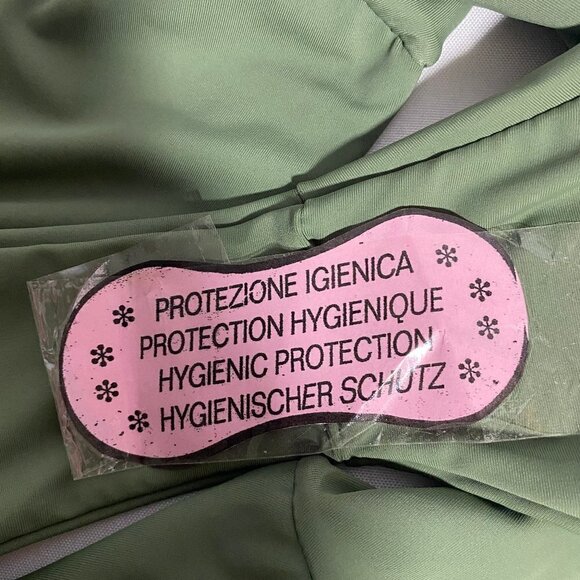 PROTEZIONE IGIENICA
PROTECTION HYGIENIQUE
HYGIENIC PROTECTION
HYGIENISCHER SCHUTZ